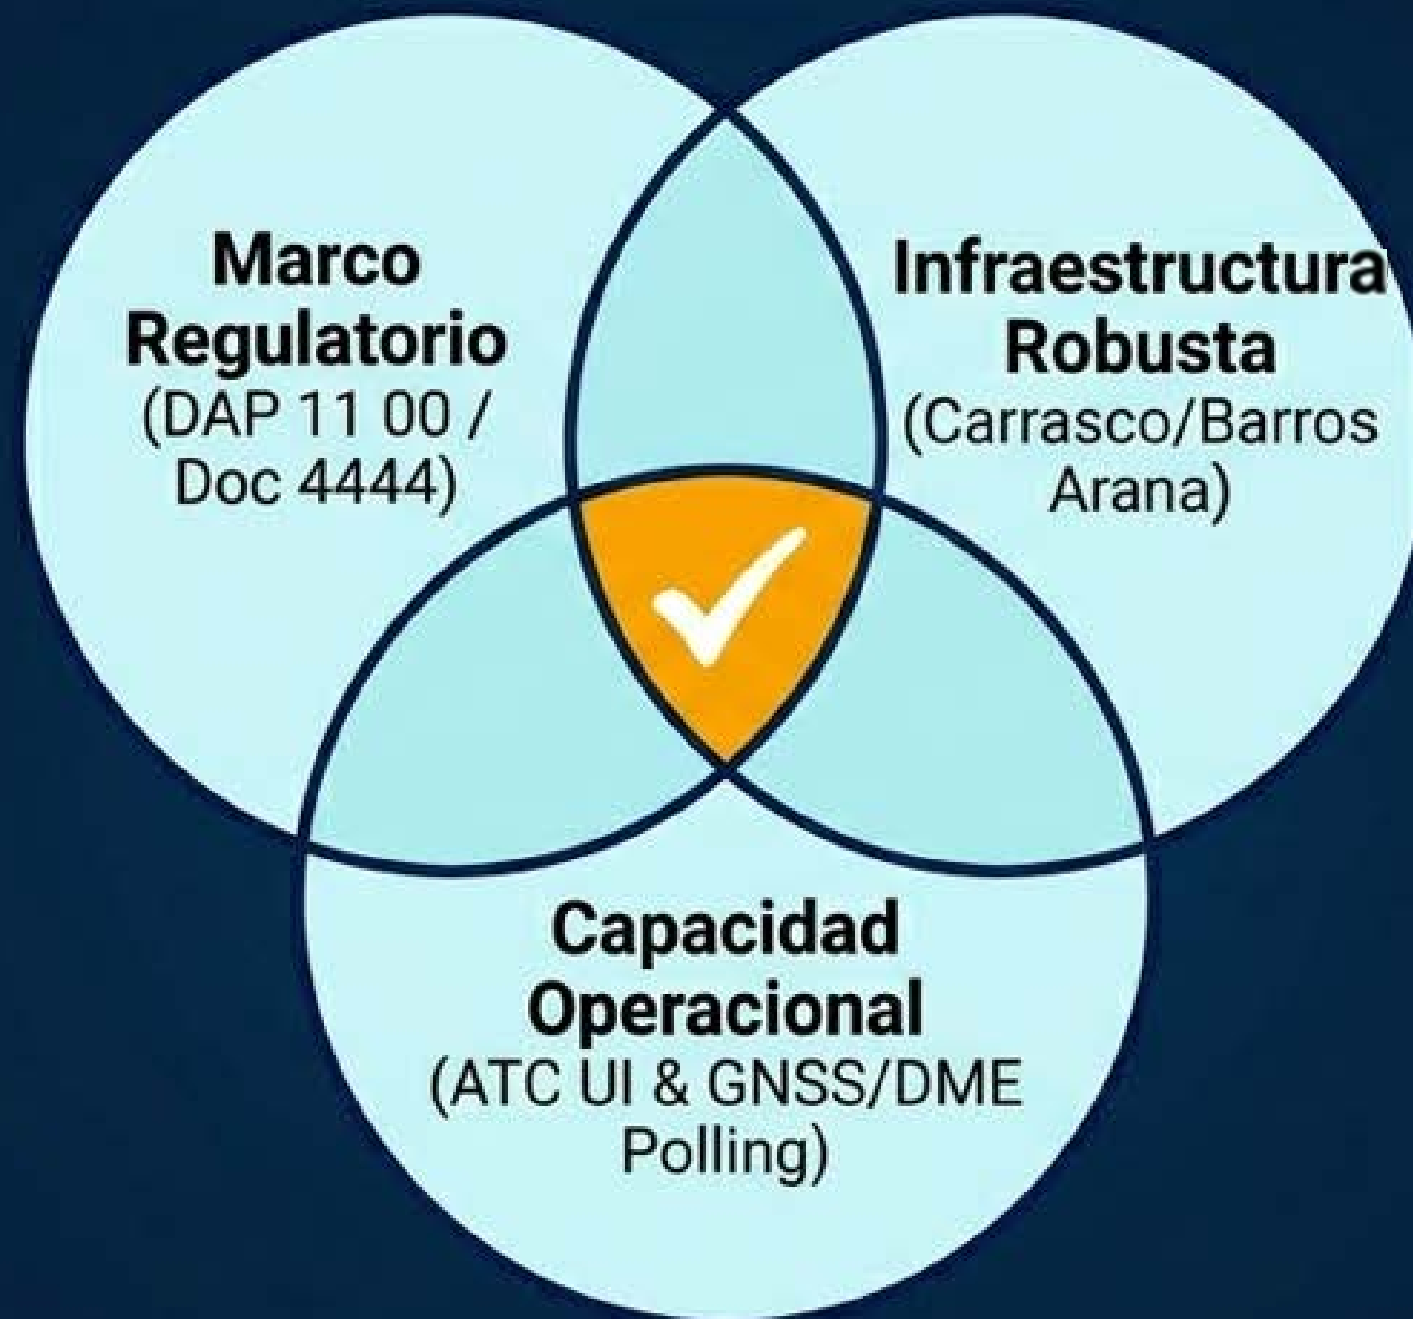 Marco
Regulatorio
(DAP 11 00 /
Doc 4444)
Infraestructura
Robusta
(Carrasco/Barros
Arana)
Capacidad
Operacional
(ATC UI & GNSS/DME
Polling)